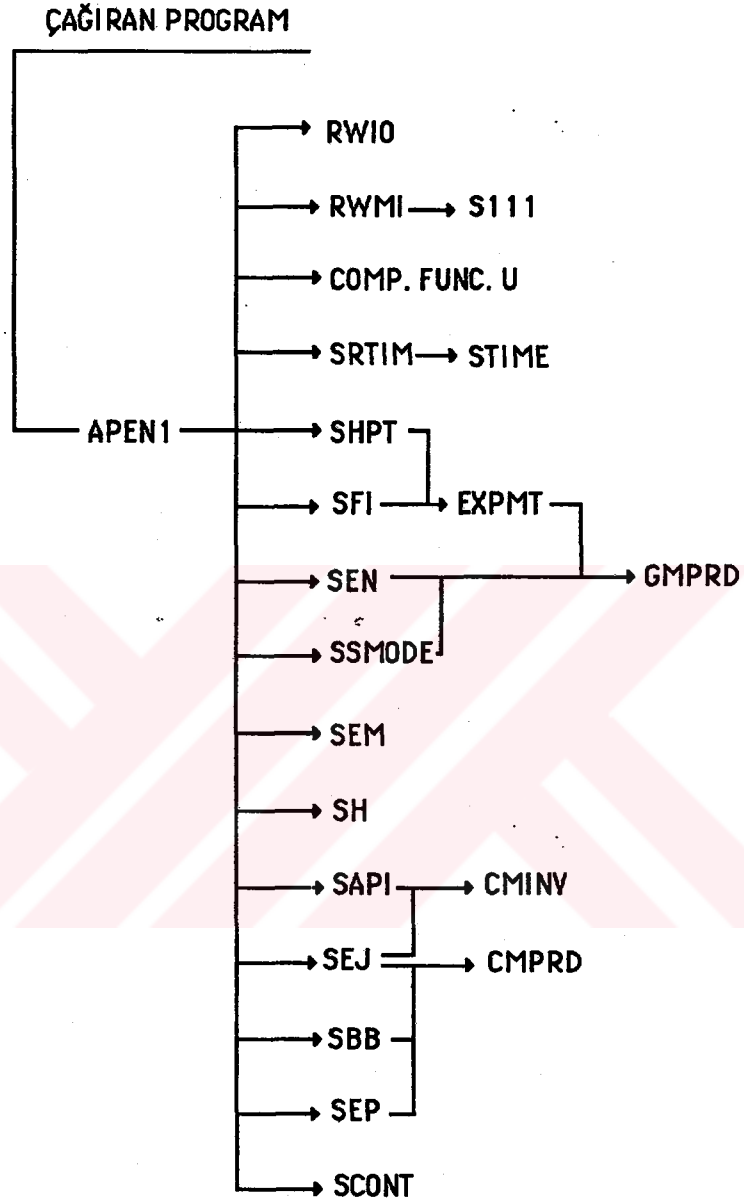 ÇAĞIRAN PROGRAM
RWIO
RWMI S111
COMP. FUNC. U
SRTIM STIME
APEN1 SHPT
SFI EXPMT
SEN GMPRD
SSMODE
SEM
SH
SAPI CMINV
SEJ CMPRD
SBB
SEP
SCONT